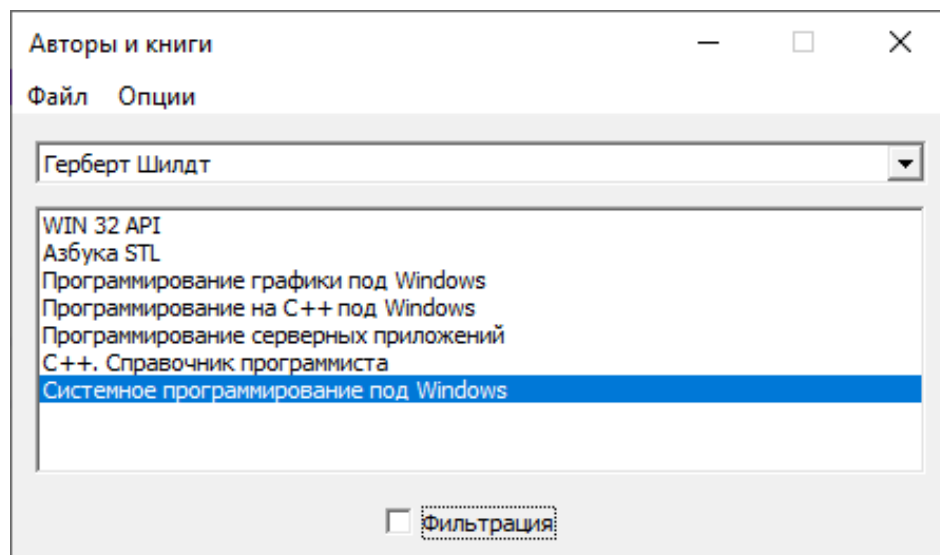 Авторы и книги
Файл Опции
Герберт Шилдт
WIN 32 API
Азбука STL
Программирование графики под Windows
Программирование на C++ под Windows
Программирование серверных приложений
С++. Справочник программиста
Системное программирование под Windows
Фильтрация